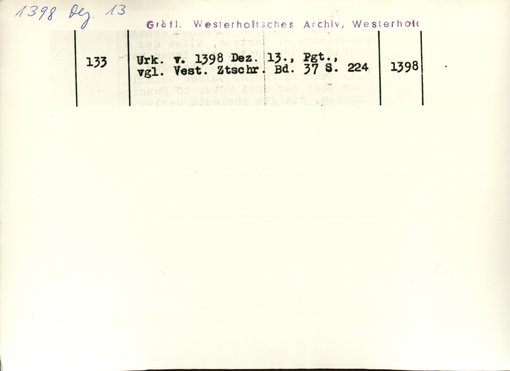 1398 Dez. 13
Gräfl. Westerholtsches Archiv, Westerholt
133
Urk. v. 1398 Dez. 13., Pgt.,
vgl. Vest. Ztschr. Bd. 37 S. 224
1398